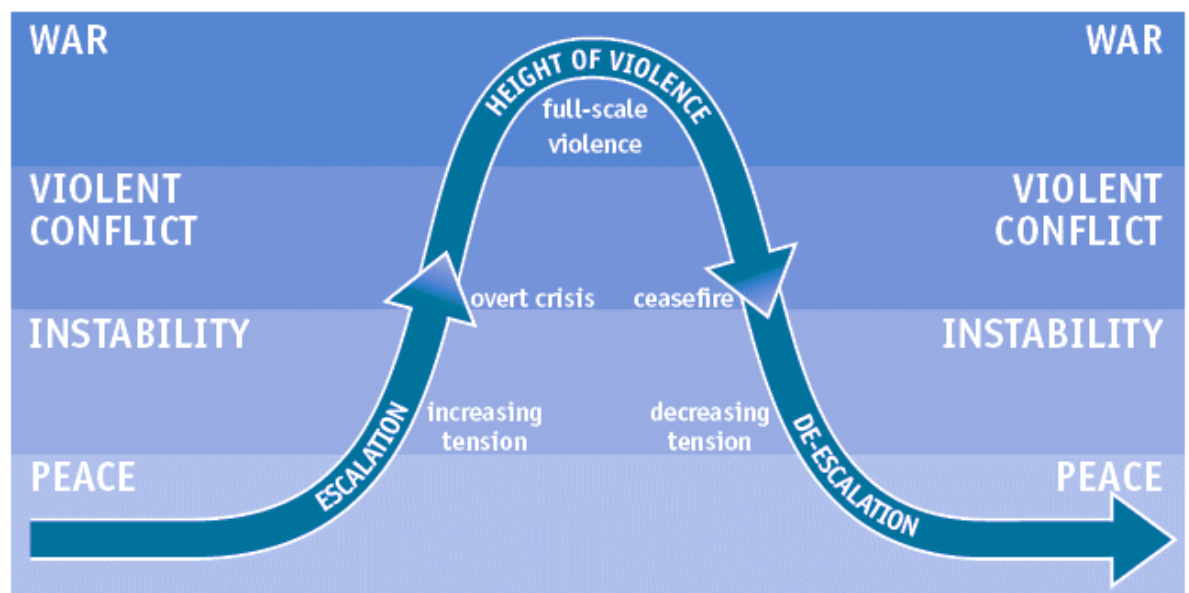 WAR
WAR
HEIGHT OF VIOLENCE
full-scale
violence
VIOLENT
CONFLICT
VIOLENT
CONFLICT
overt crisis
ceasefire
INSTABILITY
INSTABILITY
increasing
tension
decreasing
tension
ESCALATION
DE-ESCALATION
PEACE
PEACE